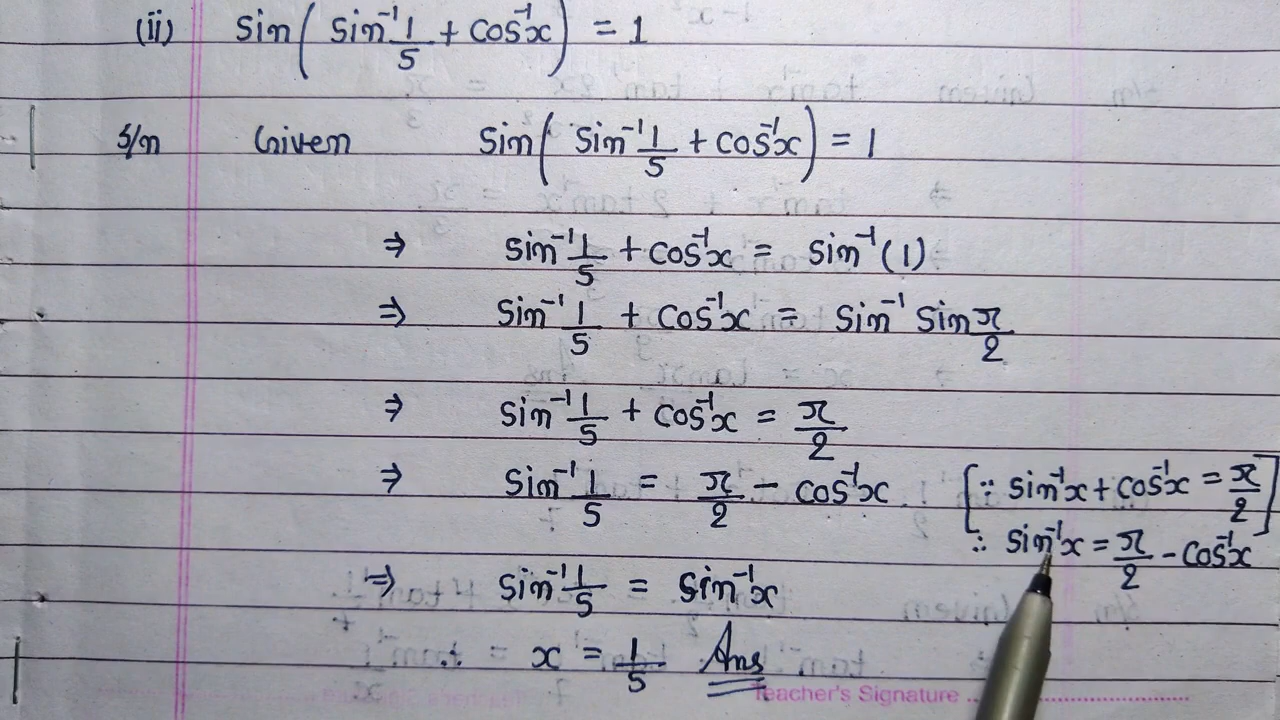 (ii) Sin(Sin⁻¹ 1/5 + Cos⁻¹x) = 1
S/n Given Sin(Sin⁻¹ 1/5 + Cos⁻¹x) = 1
⇒ Sin⁻¹ 1/5 + Cos⁻¹x = Sin⁻¹(1)
⇒ Sin⁻¹ 1/5 + Cos⁻¹x = Sin⁻¹ Sin π/2
⇒ Sin⁻¹ 1/5 + Cos⁻¹x = π/2
⇒ Sin⁻¹ 1/5 = π/2 - Cos⁻¹x [∵ Sin⁻¹x + Cos⁻¹x = π/2]
∴ Sin⁻¹x = π/2 - Cos⁻¹x
⇒ Sin⁻¹ 1/5 = Sin⁻¹x
∴ x = 1/5 Ans
Teacher's Signature